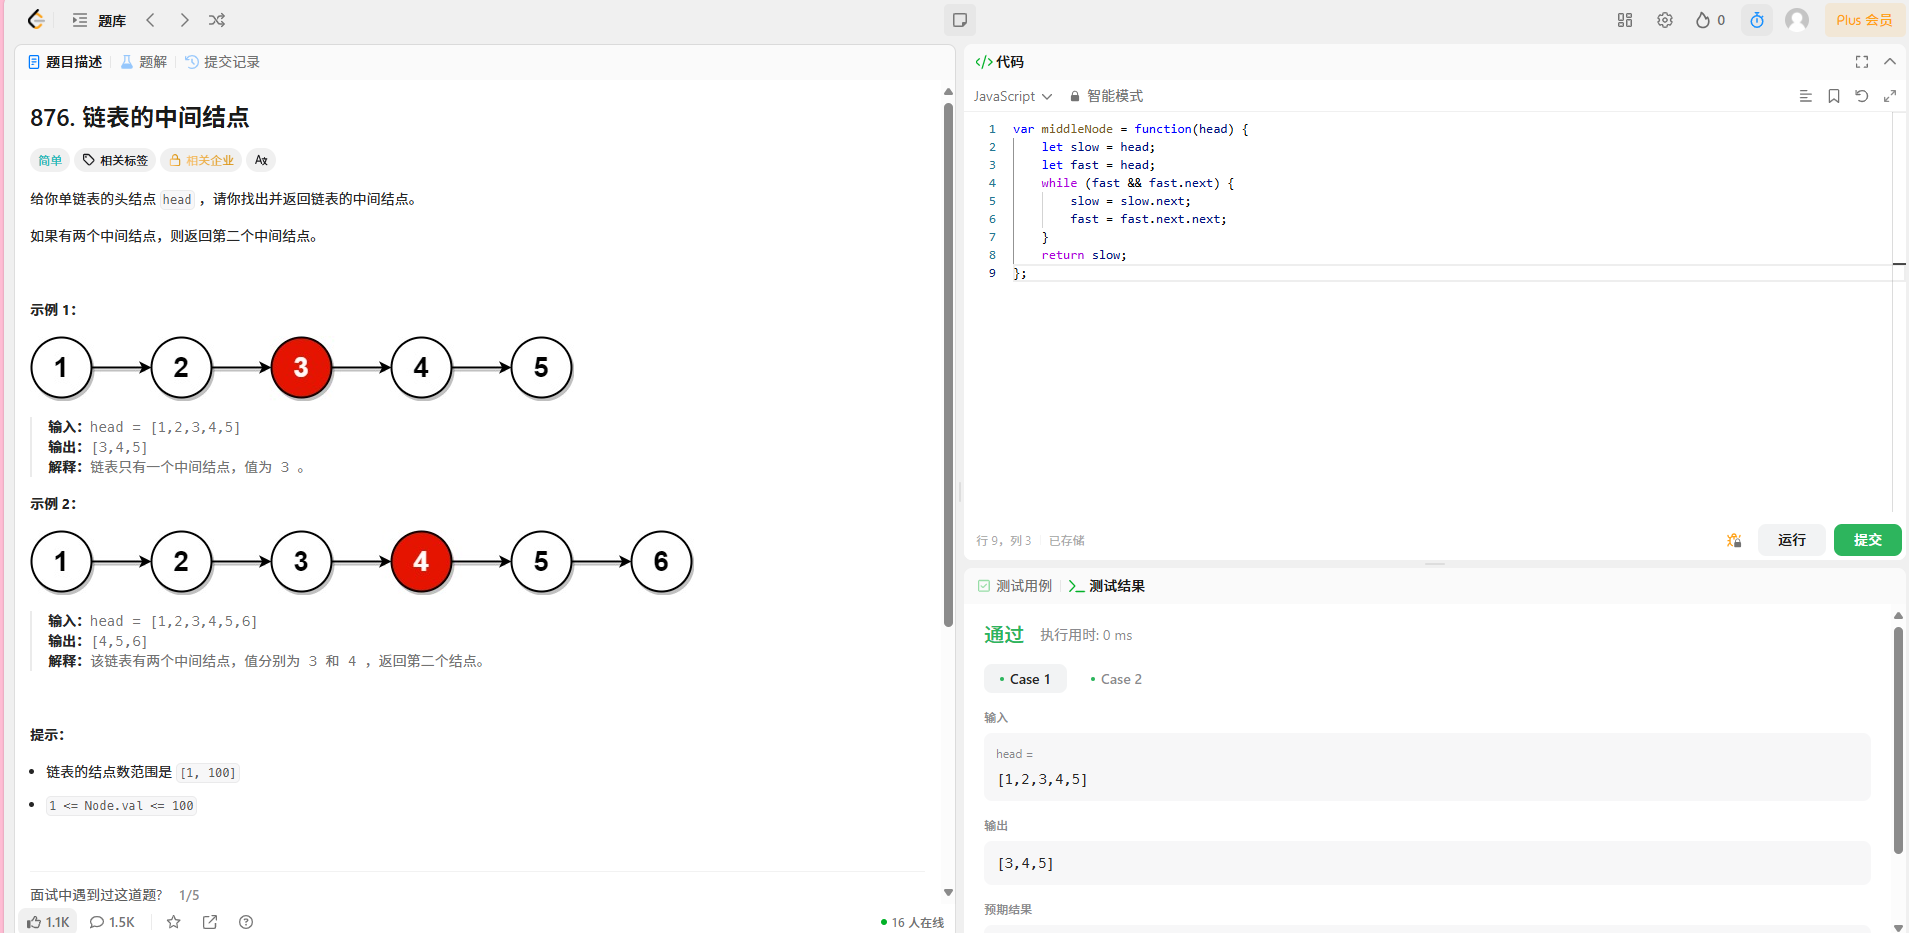 题库
0
Plus 会员
题目描述
题解
提交记录
876. 链表的中间结点
简单
相关标签
相关企业
给你单链表的头结点 head ，请你找出并返回链表的中间结点。
如果有两个中间结点，则返回第二个中间结点。
示例 1：
1 2 3 4 5
输入：head = [1,2,3,4,5]
输出：[3,4,5]
解释：链表只有一个中间结点，值为 3 。
示例 2：
1 2 3 4 5 6
输入：head = [1,2,3,4,5,6]
输出：[4,5,6]
解释：该链表有两个中间结点，值分别为 3 和 4 ，返回第二个结点。
提示：
链表的结点数范围是 [1, 100]
1 <= Node.val <= 100
面试中遇到过这道题? 1/5
1.1K
1.5K
16 人在线
</> 代码
JavaScript
智能模式
1 var middleNode = function(head) {
2 let slow = head;
3 let fast = head;
4 while (fast && fast.next) {
5 slow = slow.next;
6 fast = fast.next.next;
7 }
8 return slow;
9 };
行 9，列 3
已存储
运行
提交
测试用例
测试结果
通过
执行用时: 0 ms
Case 1
Case 2
输入
head =
[1,2,3,4,5]
输出
[3,4,5]
预期结果